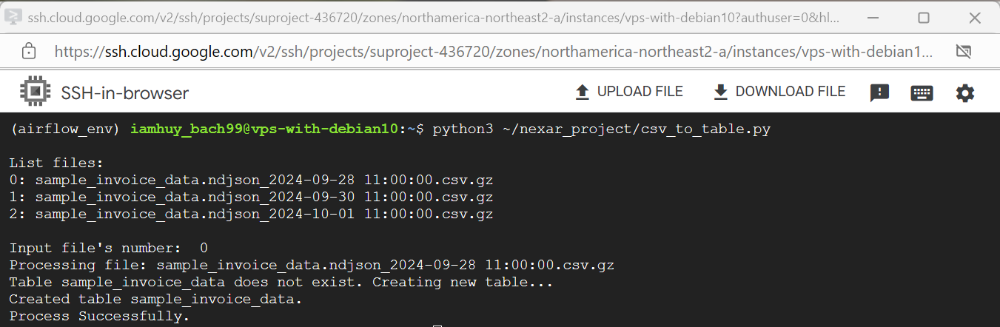 ssh.cloud.google.com/v2/ssh/projects/suproject-436720/zones/northamerica-northeast2-a/instances/vps-with-debian10?authuser=0&hl...
https://ssh.cloud.google.com/v2/ssh/projects/suproject-436720/zones/northamerica-northeast2-a/instances/vps-with-debian1...
SSH-in-browser
UPLOAD FILE
DOWNLOAD FILE
(airflow_env) iamhuy_bach99@vps-with-debian10:~$ python3 ~/nexar_project/csv_to_table.py
List files:
0: sample_invoice_data.ndjson_2024-09-28 11:00:00.csv.gz
1: sample_invoice_data.ndjson_2024-09-30 11:00:00.csv.gz
2: sample_invoice_data.ndjson_2024-10-01 11:00:00.csv.gz
Input file's number:  0
Processing file: sample_invoice_data.ndjson_2024-09-28 11:00:00.csv.gz
Table sample_invoice_data does not exist. Creating new table...
Created table sample_invoice_data.
Process Successfully.